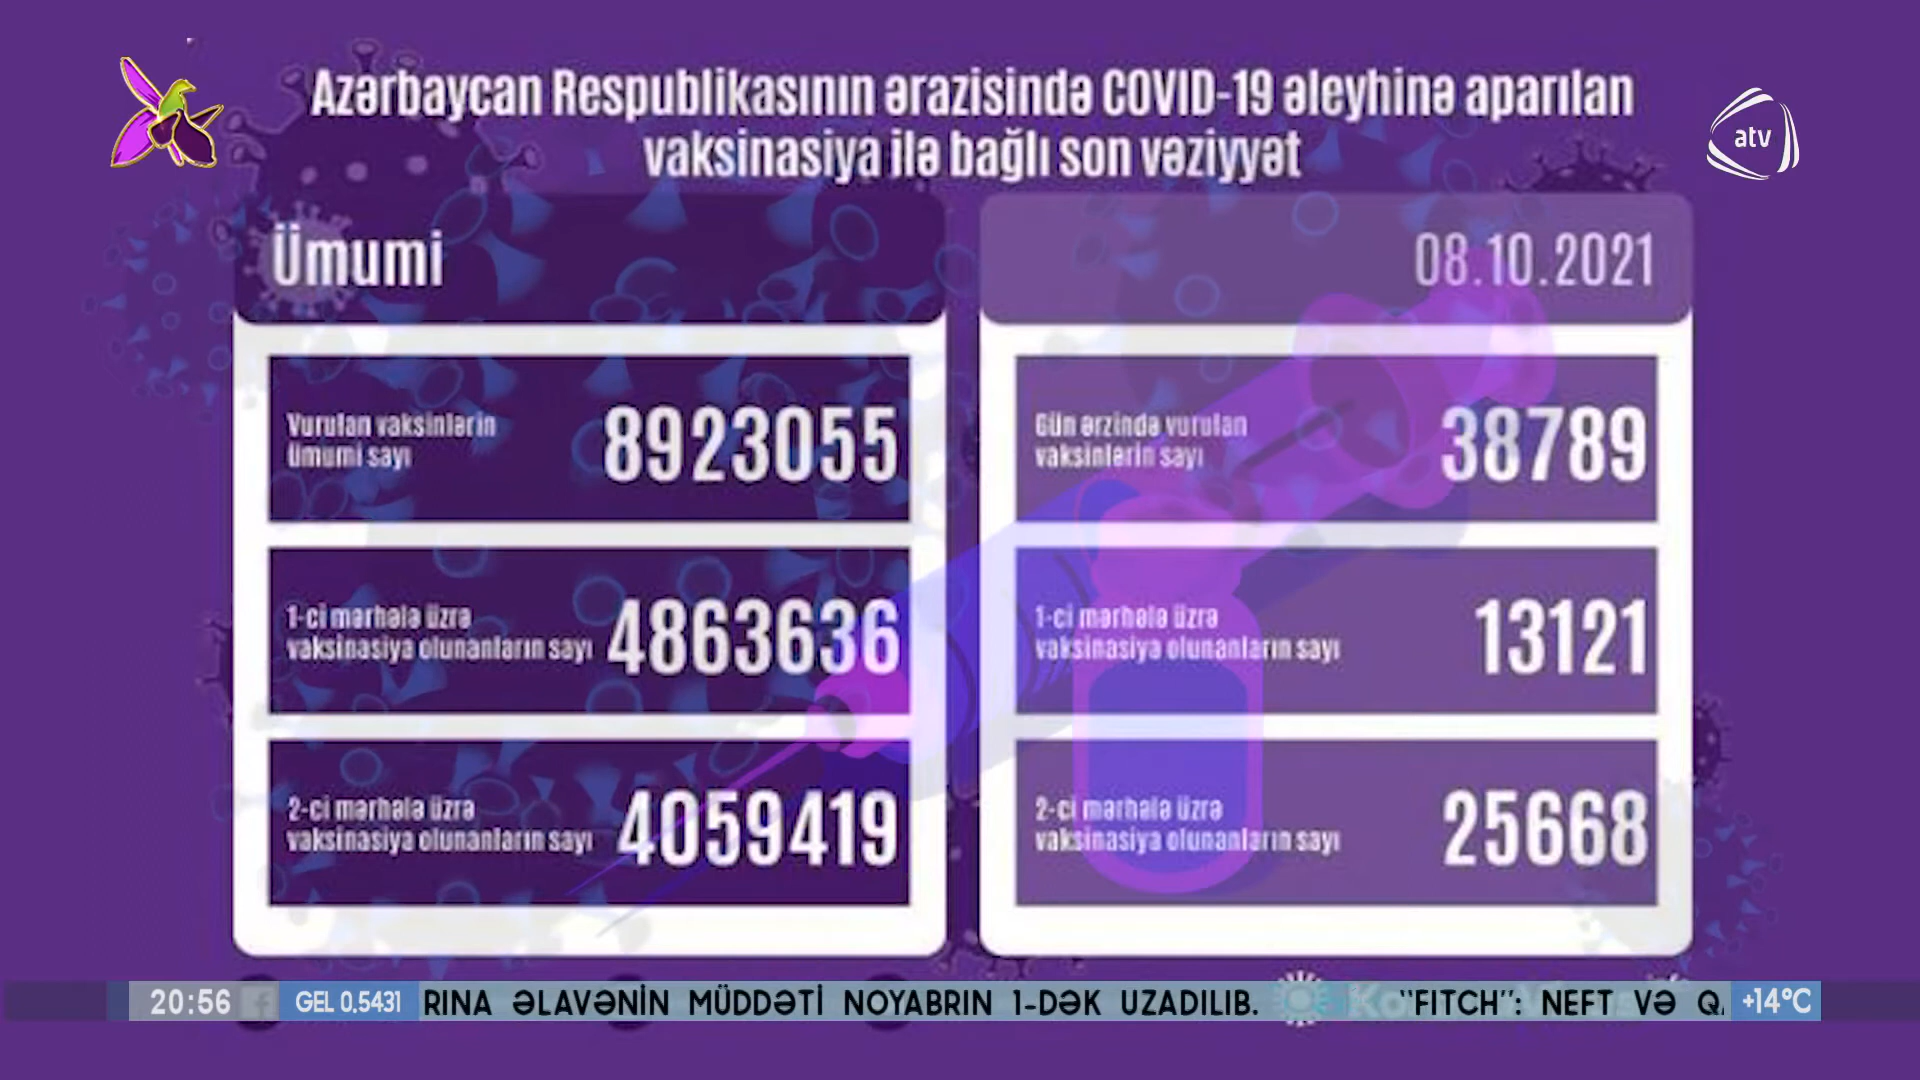 Azərbaycan Respublikasının ərazisində COVID-19 əleyhinə aparılan
vaksinasiya ilə bağlı son vəziyyət
atv
Ümumi
Vurulan vaksinlərin
ümumi sayı
8923055
1-ci mərhələ üzrə
vaksinasiya olunanların sayı
4863636
2-ci mərhələ üzrə
vaksinasiya olunanların sayı
4059419
08.10.2021
Gün ərzində vurulan
vaksinlərin sayı
38789
1-ci mərhələ üzrə
vaksinasiya olunanların sayı
13121
2-ci mərhələ üzrə
vaksinasiya olunanların sayı
25668
20:56 GEL 0.5431 RINA ƏLAVƏNİN MÜDDƏTİ NOYABRIN 1-DƏK UZADILIB. "FITCH": NEFT VƏ Q +14°C